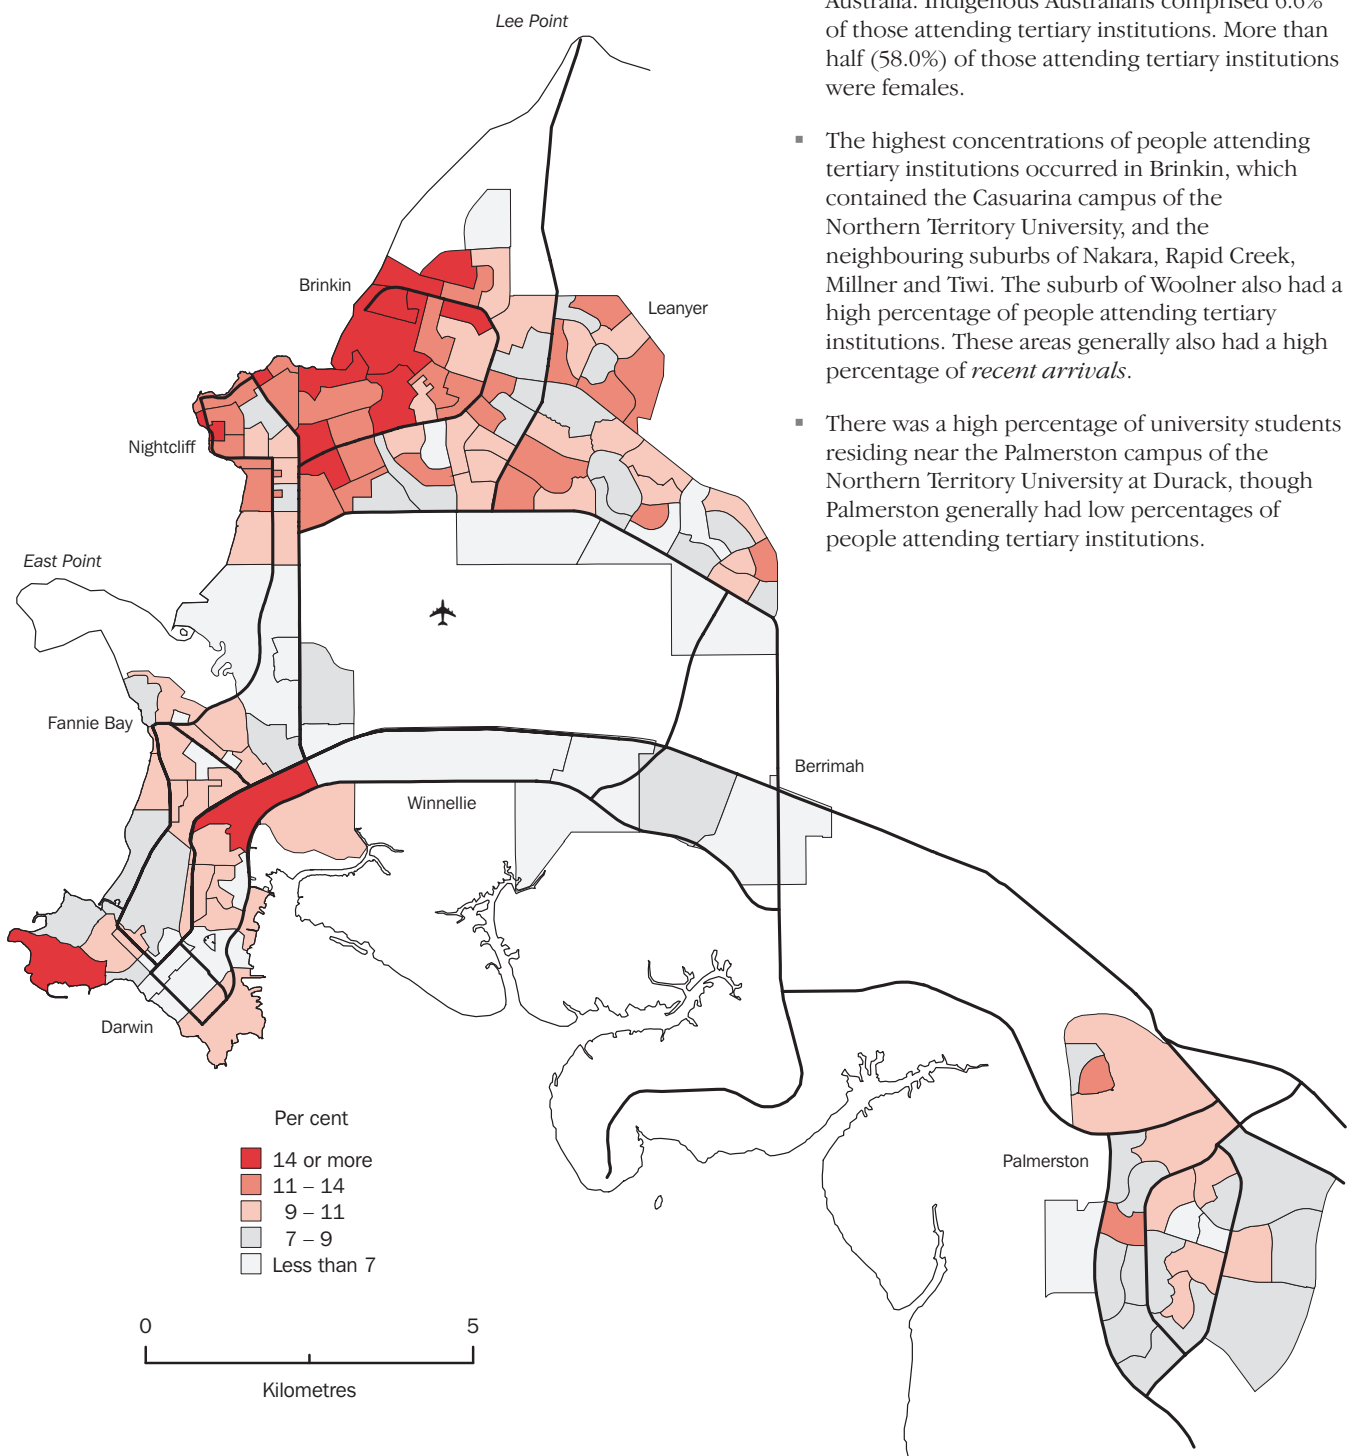 Australia. Indigenous Australians comprised 6.6%
of those attending tertiary institutions. More than
half (58.0%) of those attending tertiary institutions
were females.
▪ The highest concentrations of people attending
tertiary institutions occurred in Brinkin, which
contained the Casuarina campus of the
Northern Territory University, and the
neighbouring suburbs of Nakara, Rapid Creek,
Millner and Tiwi. The suburb of Woolner also had a
high percentage of people attending tertiary
institutions. These areas generally also had a high
percentage of recent arrivals.
▪ There was a high percentage of university students
residing near the Palmerston campus of the
Northern Territory University at Durack, though
Palmerston generally had low percentages of
people attending tertiary institutions.
Lee Point
Brinkin
Leanyer
Nightcliff
East Point
Fannie Bay
Berrimah
Winnellie
Darwin
Palmerston
Per cent
14 or more
11 – 14
9 – 11
7 – 9
Less than 7
0 5
Kilometres